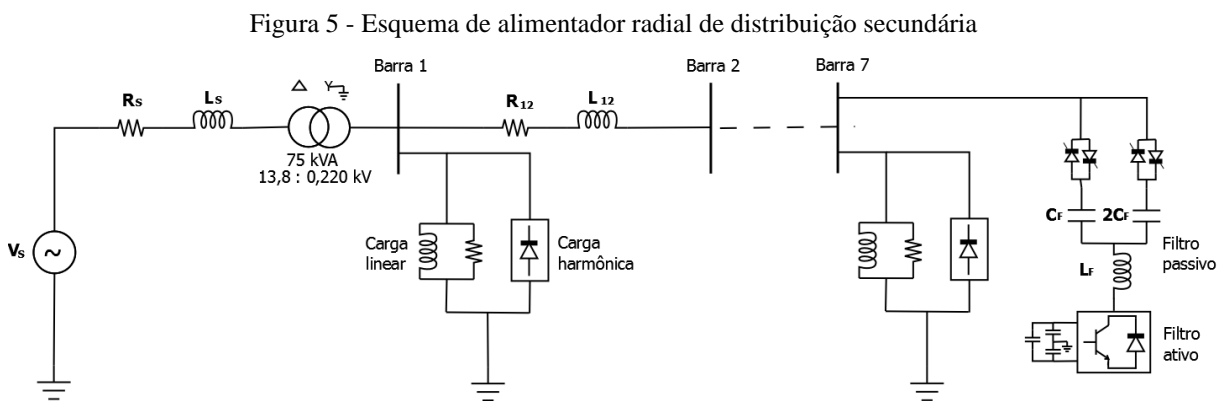 Figura 5 - Esquema de alimentador radial de distribuição secundária
Barra 1
Barra 2
Barra 7
Rs
Ls
△
Y
R12
L12
75 kVA
13,8 : 0,220 kV
Vs
~
Carga
linear
Carga
harmônica
CF
2CF
LF
Filtro
passivo
Filtro
ativo